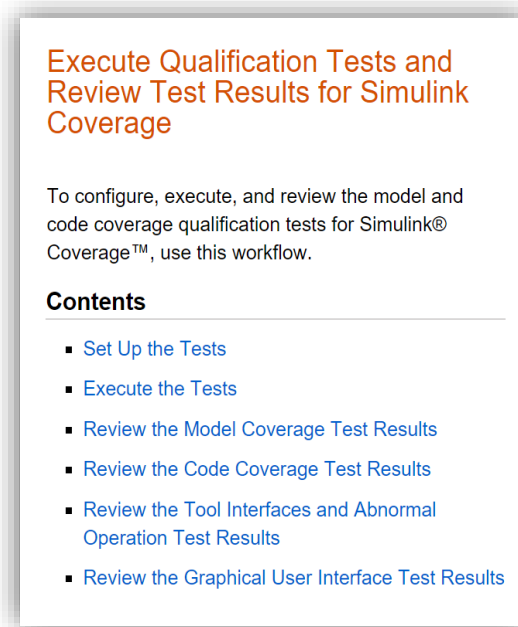 Execute Qualification Tests and
Review Test Results for Simulink
Coverage
To configure, execute, and review the model and
code coverage qualification tests for Simulink®
Coverage™, use this workflow.
Contents
▪ Set Up the Tests
▪ Execute the Tests
▪ Review the Model Coverage Test Results
▪ Review the Code Coverage Test Results
▪ Review the Tool Interfaces and Abnormal
Operation Test Results
▪ Review the Graphical User Interface Test Results